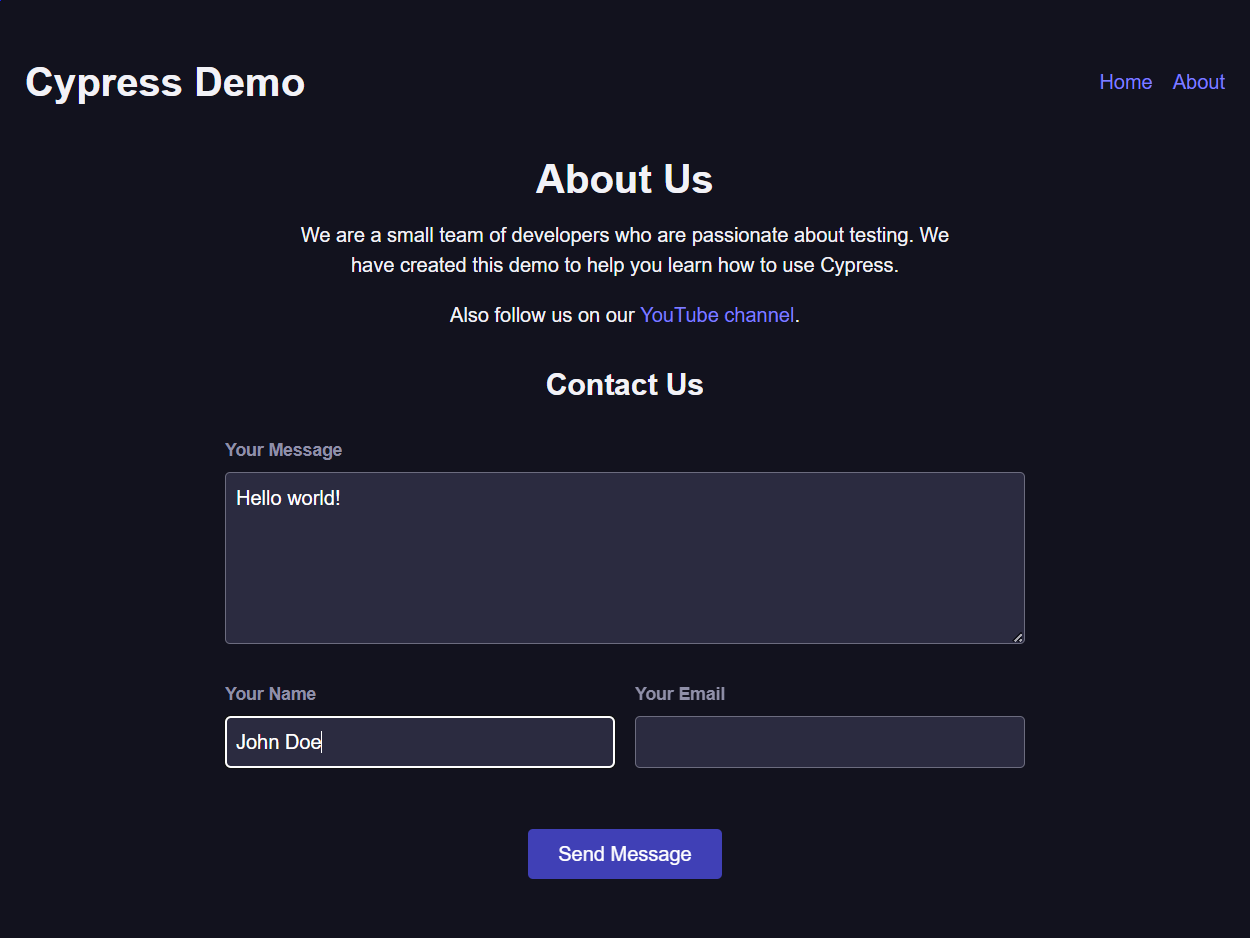 Cypress Demo
Home About
About Us
We are a small team of developers who are passionate about testing. We
have created this demo to help you learn how to use Cypress.
Also follow us on our YouTube channel.
Contact Us
Your Message
Hello world!
Your Name
Your Email
John Doe
Send Message